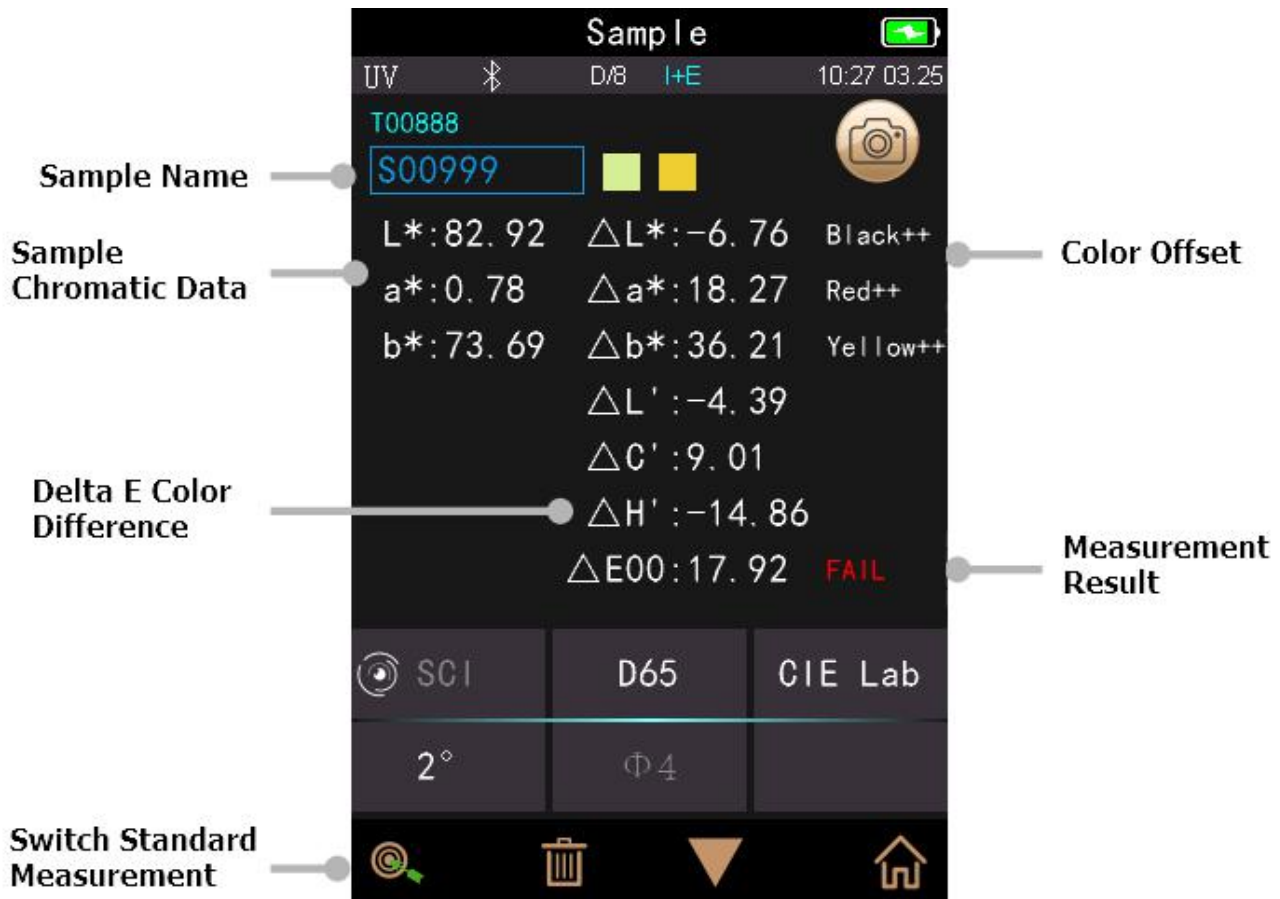 Sample
UV D/8 I+E 10:27 03.25
T00888
Sample Name
S00999
Sample
Chromatic Data
L*:82.92 △L*:-6.76 Black++
Color Offset
a*:0.78 △a*:18.27 Red++
b*:73.69 △b*:36.21 Yellow++
△L':-4.39
△C':9.01
Delta E Color
Difference
△H':-14.86
△E00:17.92 FAIL
Measurement
Result
SCI D65 CIE Lab
2° Φ4
Switch Standard
Measurement